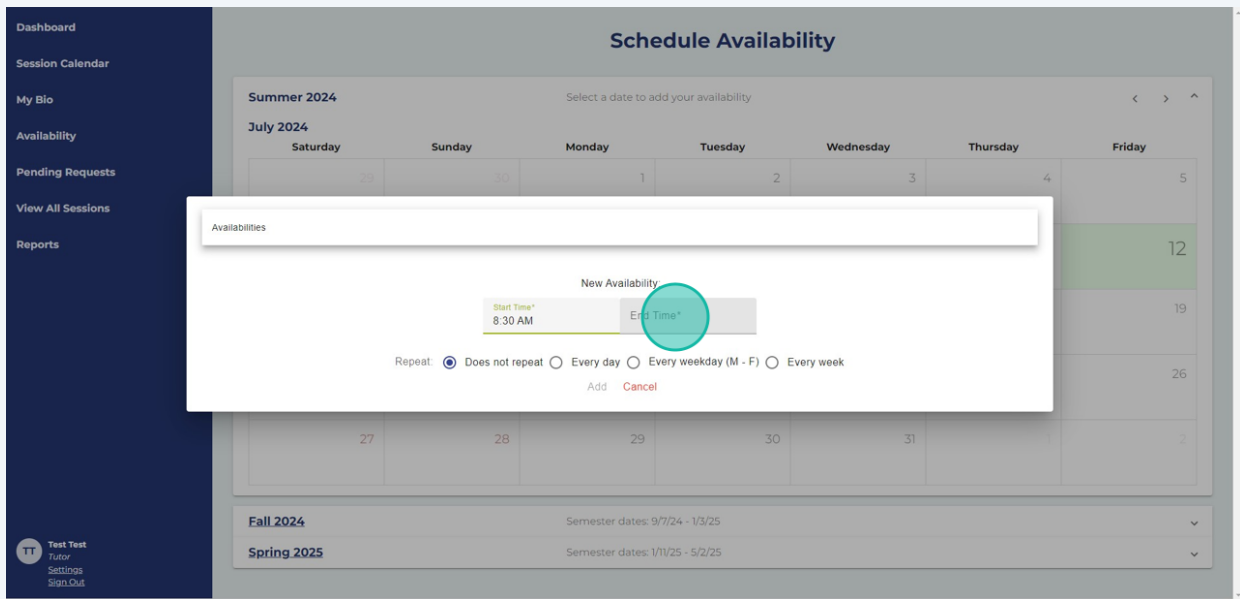 Dashboard
Session Calendar
My Bio
Availability
Pending Requests
View All Sessions
Reports
TT
Test Test
Tutor
Settings
Sign Out
Schedule Availability
Summer 2024 Select a date to add your availability
July 2024
Saturday Sunday Monday Tuesday Wednesday Thursday Friday
29 30 1 2 3 4 5
12
19
26
27 28 29 30 31 1 2
Availabilities
New Availability:
Start Time*
8:30 AM
End Time*
Repeat: Does not repeat Every day Every weekday (M - F) Every week
Add Cancel
Fall 2024 Semester dates: 9/7/24 - 1/3/25
Spring 2025 Semester dates: 1/11/25 - 5/2/25